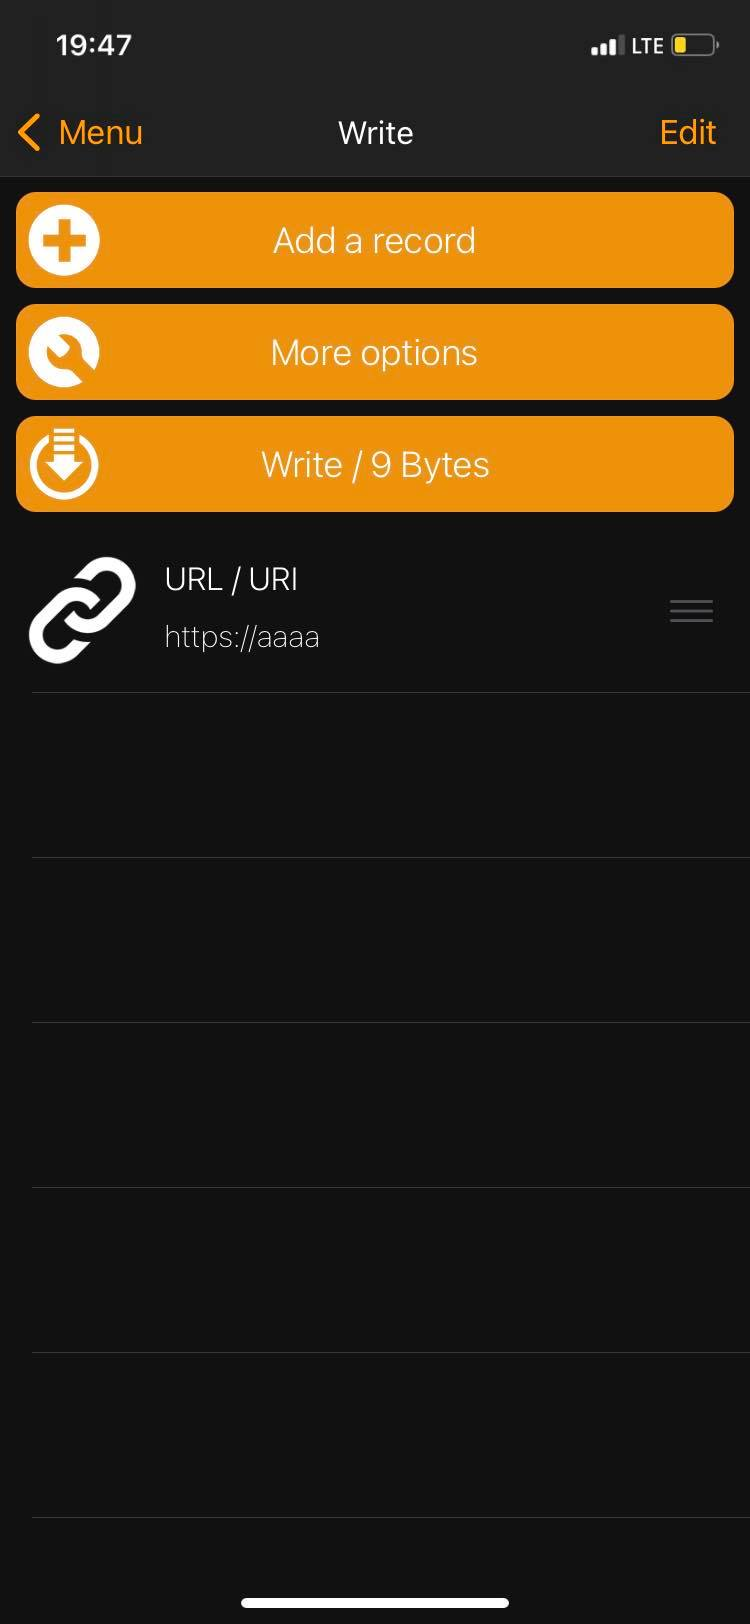 19:47
LTE
Menu
Write
Edit
Add a record
More options
Write / 9 Bytes
URL / URI
https://aaaa